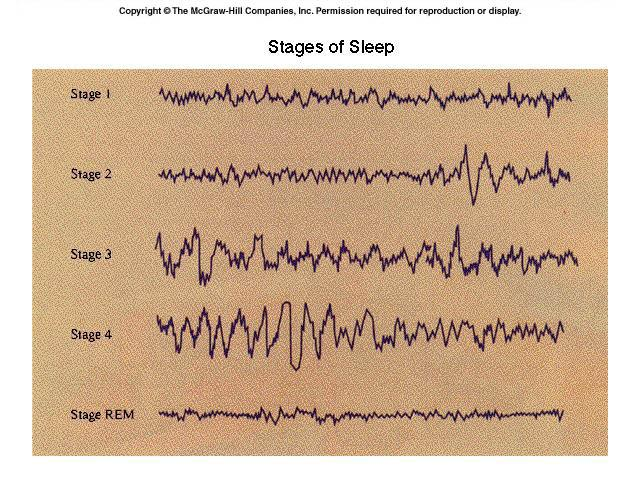 Copyright © The McGraw-Hill Companies, Inc. Permission required for reproduction or display.
Stages of Sleep
Stage 1
Stage 2
Stage 3
Stage 4
Stage REM